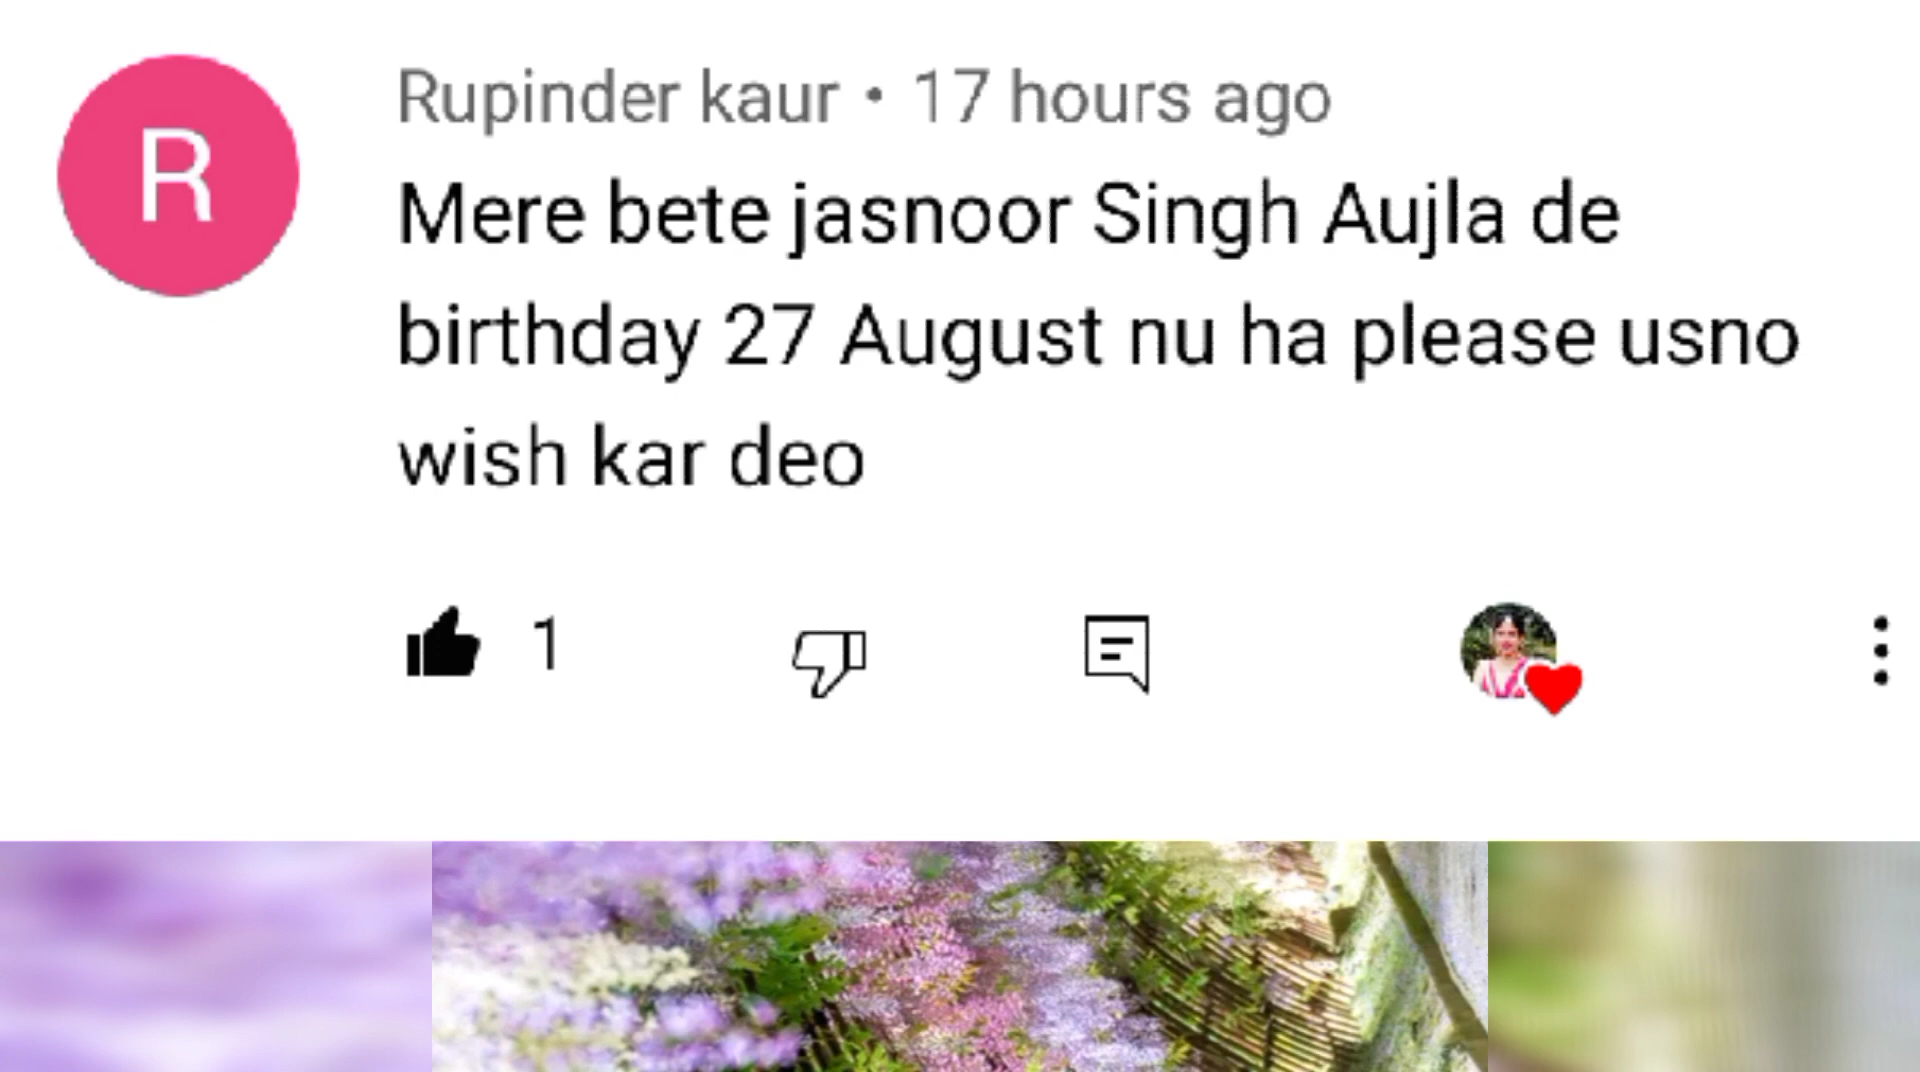 R
Rupinder kaur • 17 hours ago
Mere bete jasnoor Singh Aujla de
birthday 27 August nu ha please usno
wish kar deo
1